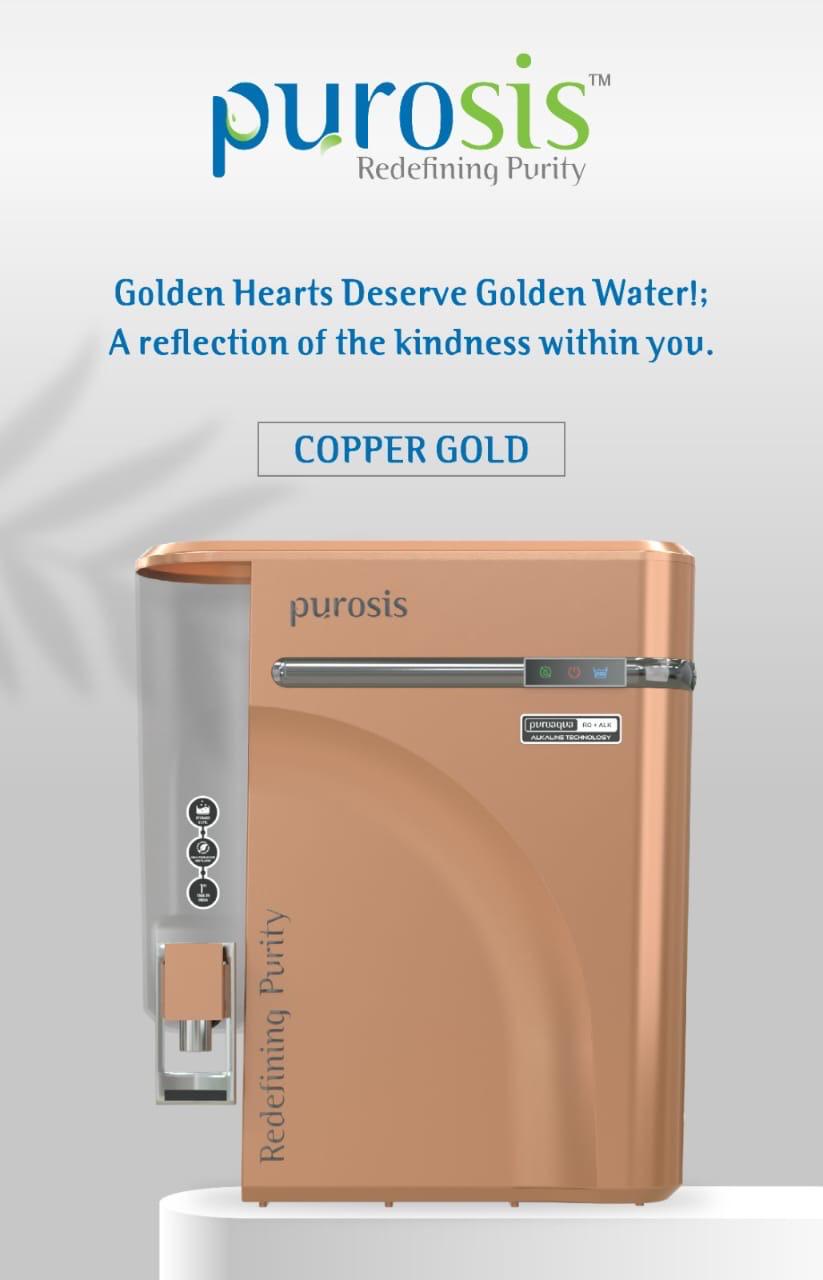 purosis™
Redefining Purity
Golden Hearts Deserve Golden Water!;
A reflection of the kindness within you.
COPPER GOLD
purosis
puroaqua RO + ALK
ALKALINE TECHNOLOGY
Redefining Purity